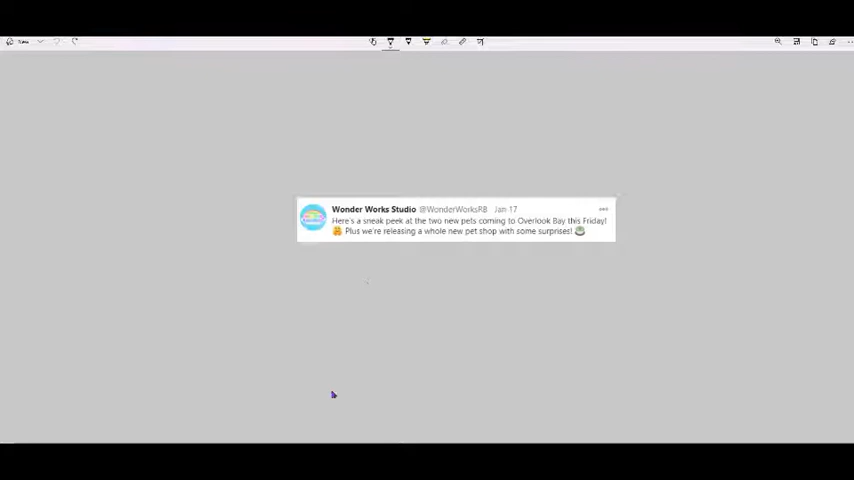 New
Wonder Works Studio @WonderWorksRB Jan 17
Here's a sneak peek at the two new pets coming to Overlook Bay this Friday!
🤗 Plus we're releasing a whole new pet shop with some surprises!